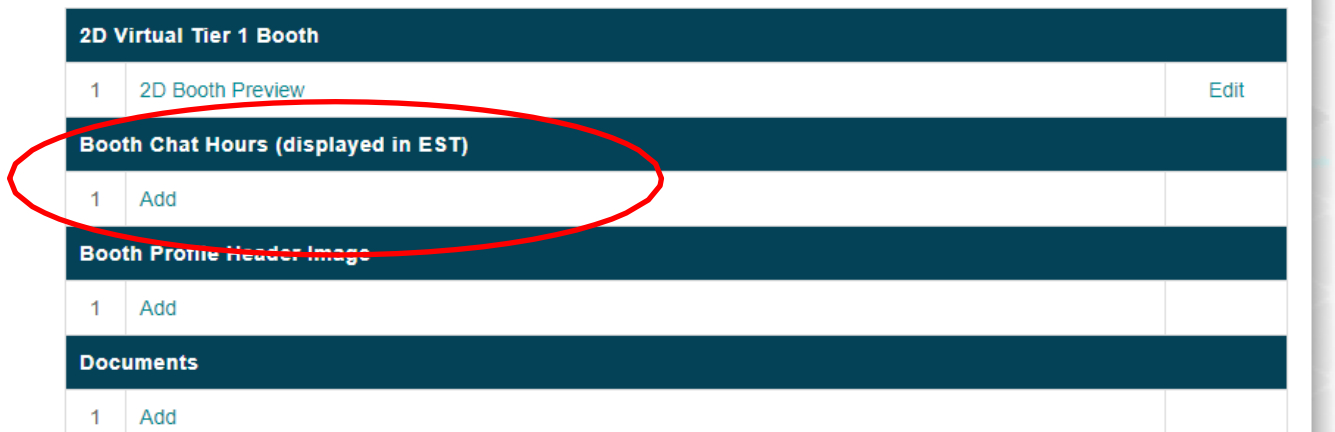 2D Virtual Tier 1 Booth
1 2D Booth Preview Edit
Booth Chat Hours (displayed in EST)
1 Add
Booth Profile Header Image
1 Add
Documents
1 Add